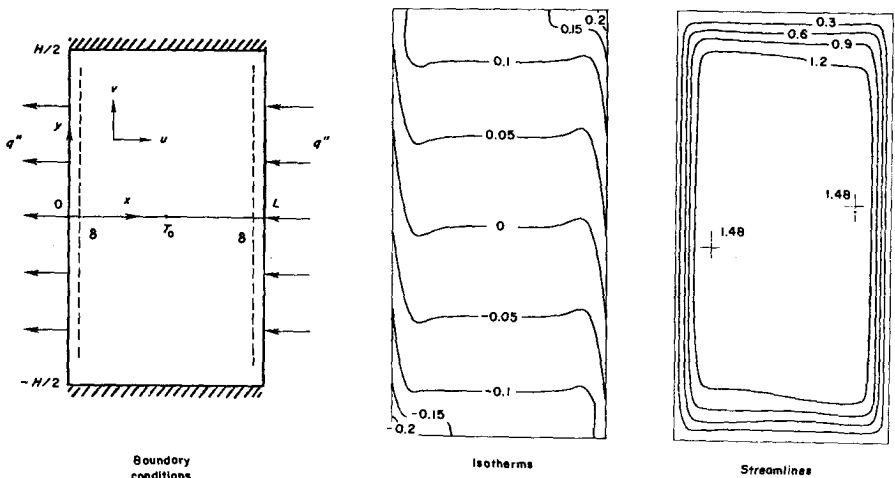 H/2
v
y
u
q"
q"
O
x
L
δ
T₀
δ
-H/2
Boundary
conditions
0.2
0.15
0.1
0.05
0
-0.05
-0.1
-0.15
-0.2
Isotherms
0.3
0.6
0.9
1.2
1.48
1.48
Streamlines